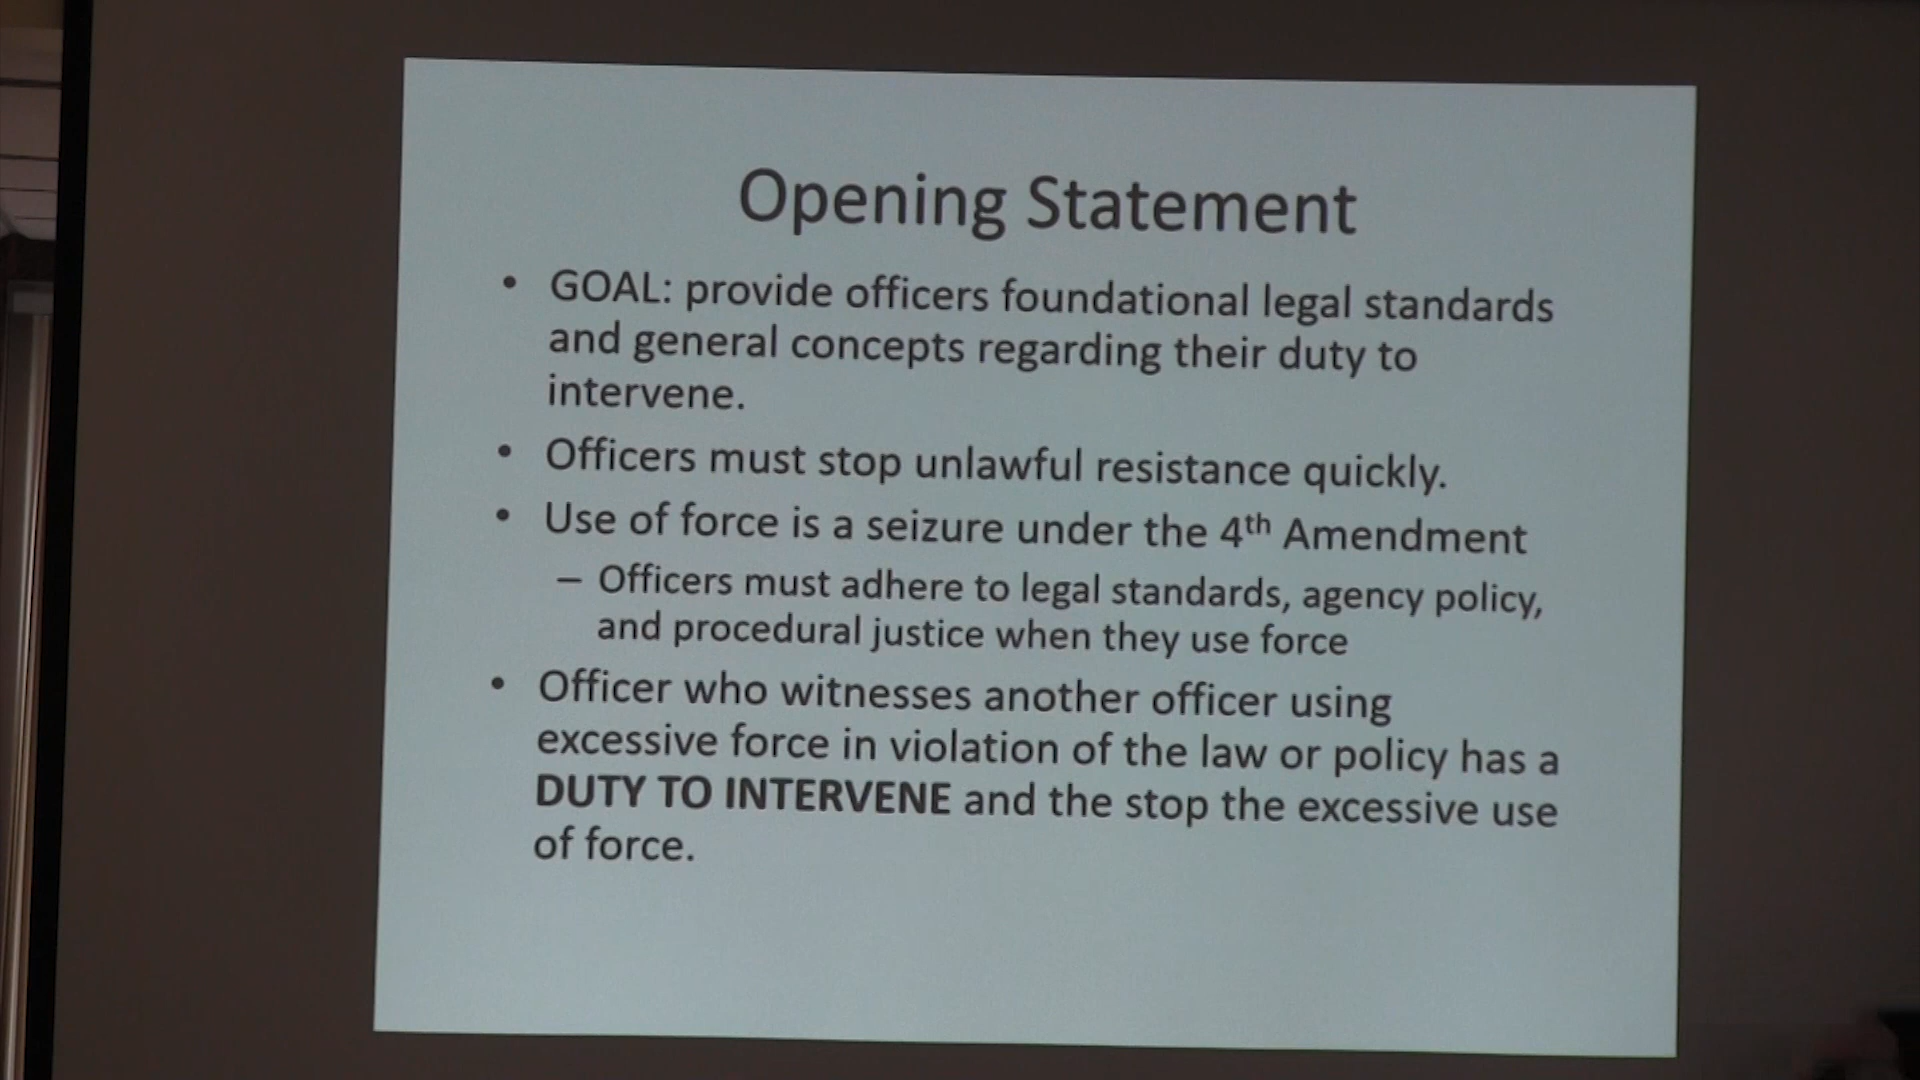 Opening Statement
• GOAL: provide officers foundational legal standards
and general concepts regarding their duty to
intervene.
• Officers must stop unlawful resistance quickly.
• Use of force is a seizure under the 4th Amendment
– Officers must adhere to legal standards, agency policy,
and procedural justice when they use force
• Officer who witnesses another officer using
excessive force in violation of the law or policy has a
DUTY TO INTERVENE and the stop the excessive use
of force.